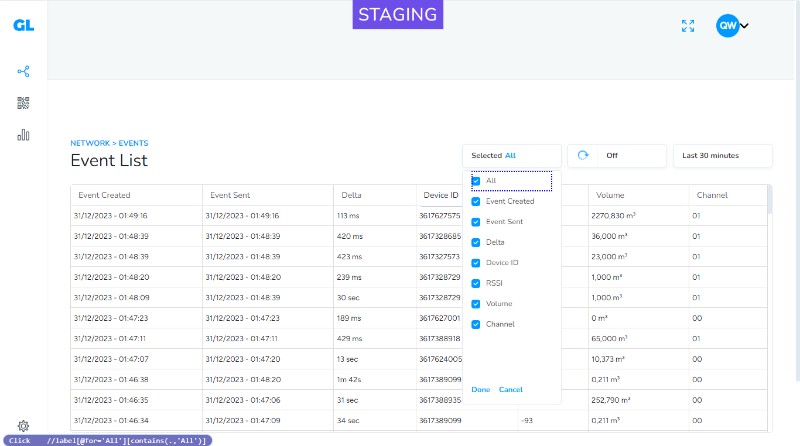 STAGING
GL
QW
NETWORK > EVENTS
Event List
Selected All
Off
Last 30 minutes
Event Created Event Sent Delta Device ID Volume Channel
31/12/2023 - 01:49:16 31/12/2023 - 01:49:16 113 ms 3617627575 2270,830 m³ 01
31/12/2023 - 01:48:39 31/12/2023 - 01:48:39 420 ms 3617328685 36,000 m³ 01
31/12/2023 - 01:48:39 31/12/2023 - 01:48:39 423 ms 3617327573 23,000 m³ 01
31/12/2023 - 01:48:20 31/12/2023 - 01:48:20 239 ms 3617328729 1,000 m³ 01
31/12/2023 - 01:48:09 31/12/2023 - 01:48:39 30 sec 3617328729 1,000 m³ 01
31/12/2023 - 01:47:23 31/12/2023 - 01:47:23 189 ms 3617627001 0 m³ 00
31/12/2023 - 01:47:11 31/12/2023 - 01:47:11 429 ms 3617388918 65,000 m³ 01
31/12/2023 - 01:47:07 31/12/2023 - 01:47:20 13 sec 3617624005 10,373 m³ 00
31/12/2023 - 01:46:38 31/12/2023 - 01:48:20 1m 42s 3617389099 0,211 m³ 00
31/12/2023 - 01:46:35 31/12/2023 - 01:47:06 31 sec 3617388935 252,790 m³ 00
31/12/2023 - 01:46:34 31/12/2023 - 01:47:09 34 sec 3617389099 -93 0,211 m³ 00
All
Event Created
Event Sent
Delta
Device ID
RSSI
Volume
Channel
Done Cancel
Click //label[@for='All'][contains(.,'All')]